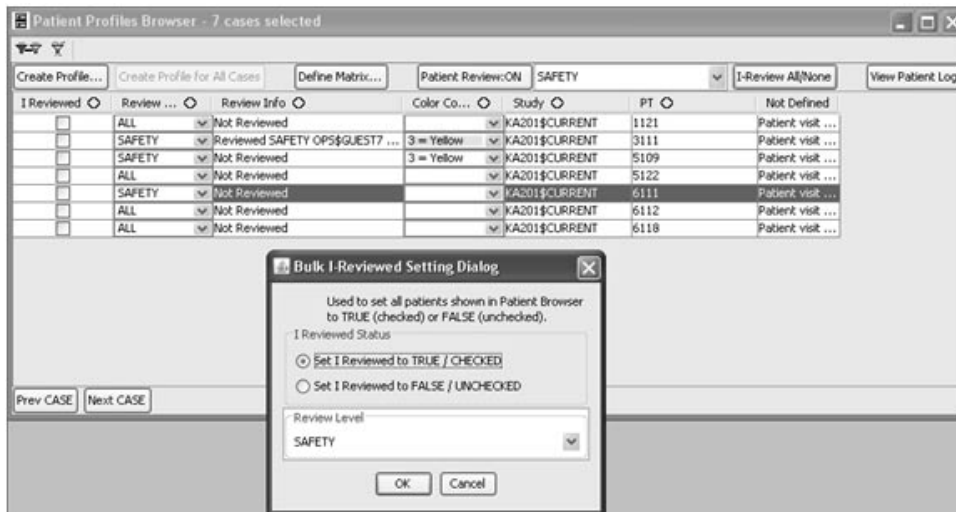 Patient Profiles Browser - 7 cases selected
Create Profile... Create Profile for All Cases Define Matrix... Patient Review:ON SAFETY I-Review All/None View Patient Log
I Reviewed Review ... Review Info Color Co... Study PT Not Defined
ALL Not Reviewed KA201$CURRENT 1121 Patient visit ...
SAFETY Reviewed SAFETY OPS$GUEST7 ... 3 = Yellow KA201$CURRENT 3111 Patient visit ...
SAFETY Not Reviewed 3 = Yellow KA201$CURRENT 5109 Patient visit ...
ALL Not Reviewed KA201$CURRENT 5122 Patient visit ...
SAFETY Not Reviewed KA201$CURRENT 6111 Patient visit ...
ALL Not Reviewed KA201$CURRENT 6112 Patient visit ...
ALL Not Reviewed KA201$CURRENT 6118 Patient visit ...
Bulk I-Reviewed Setting Dialog
Used to set all patients shown in Patient Browser
to TRUE (checked) or FALSE (unchecked).
I Reviewed Status
Set I Reviewed to TRUE / CHECKED
Set I Reviewed to FALSE / UNCHECKED
Prev CASE Next CASE
Review Level
SAFETY
OK Cancel